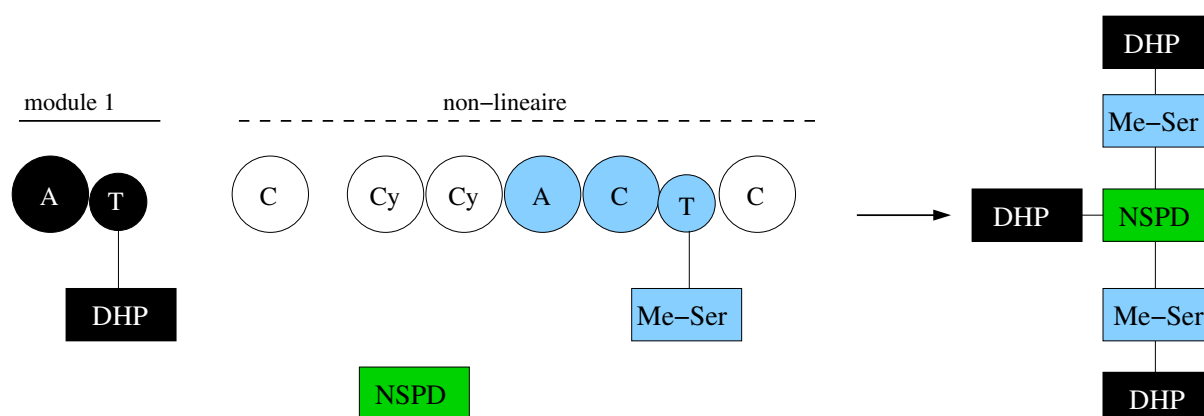 module 1
non−lineaire
A
T
C
Cy
Cy
A
C
T
C
DHP
Me−Ser
NSPD
DHP
Me−Ser
DHP
NSPD
Me−Ser
DHP